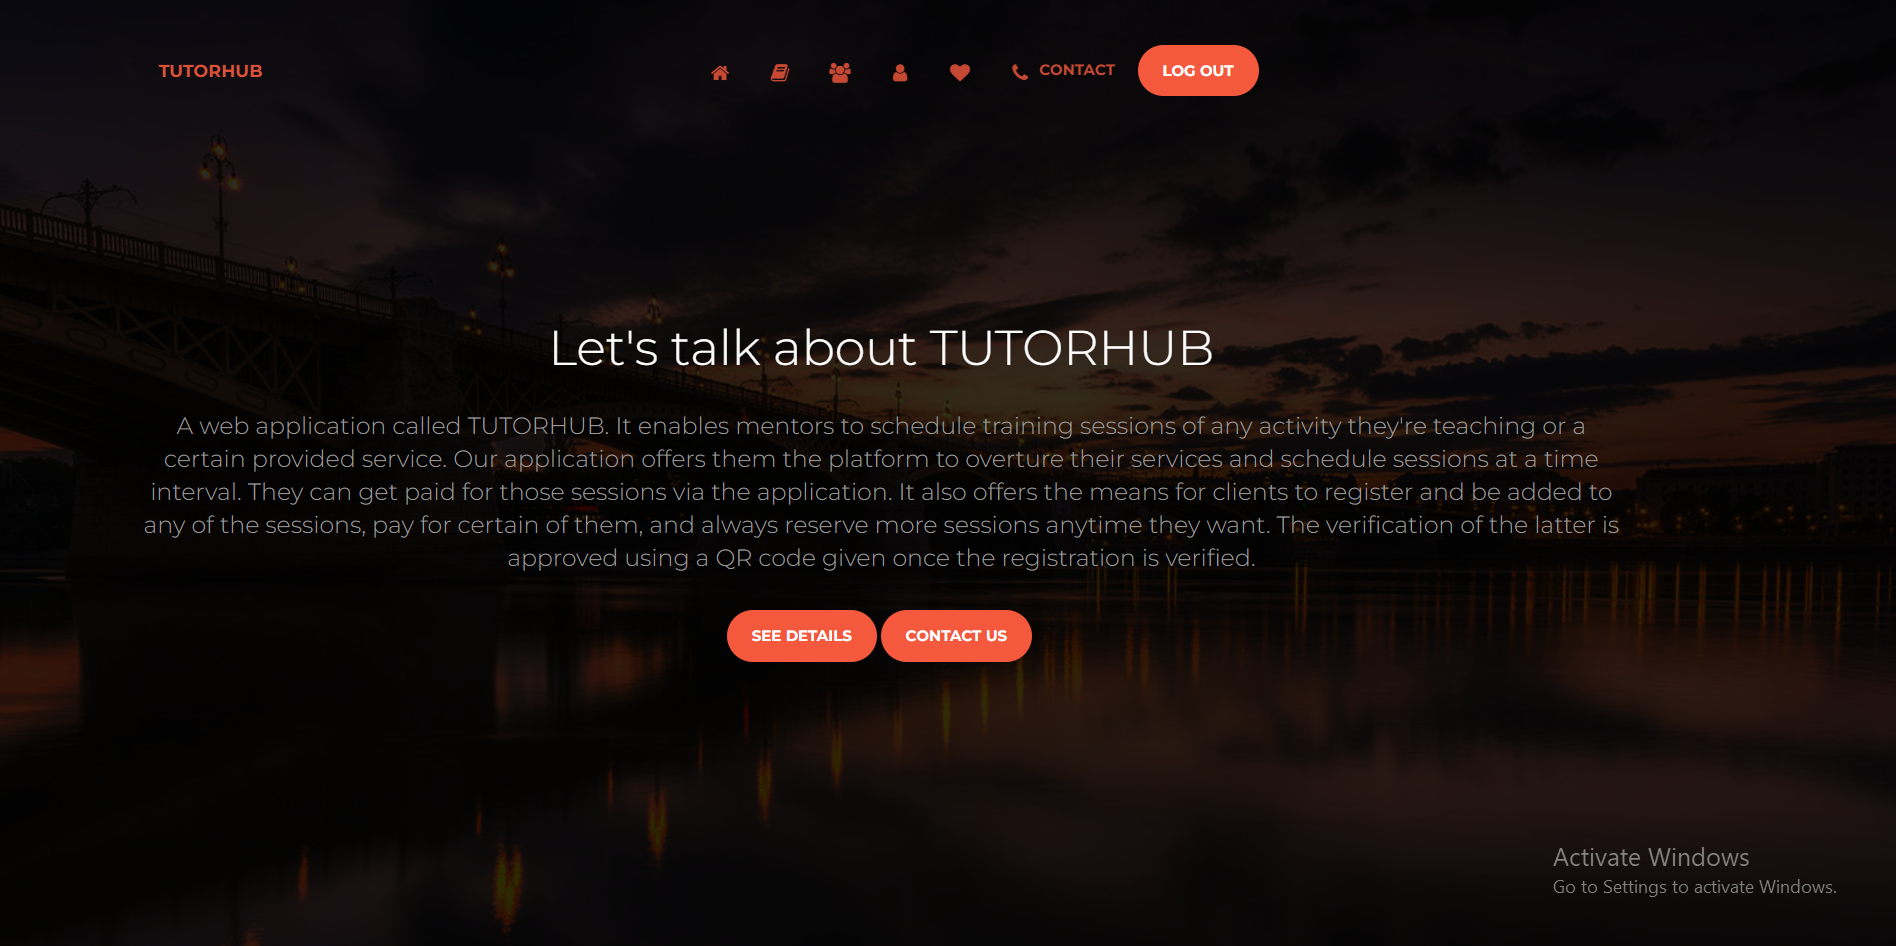 TUTORHUB
CONTACT
LOG OUT
Let's talk about TUTORHUB
A web application called TUTORHUB. It enables mentors to schedule training sessions of any activity they're teaching or a
certain provided service. Our application offers them the platform to overture their services and schedule sessions at a time
interval. They can get paid for those sessions via the application. It also offers the means for clients to register and be added to
any of the sessions, pay for certain of them, and always reserve more sessions anytime they want. The verification of the latter is
approved using a QR code given once the registration is verified.
SEE DETAILS
CONTACT US
Activate Windows
Go to Settings to activate Windows.